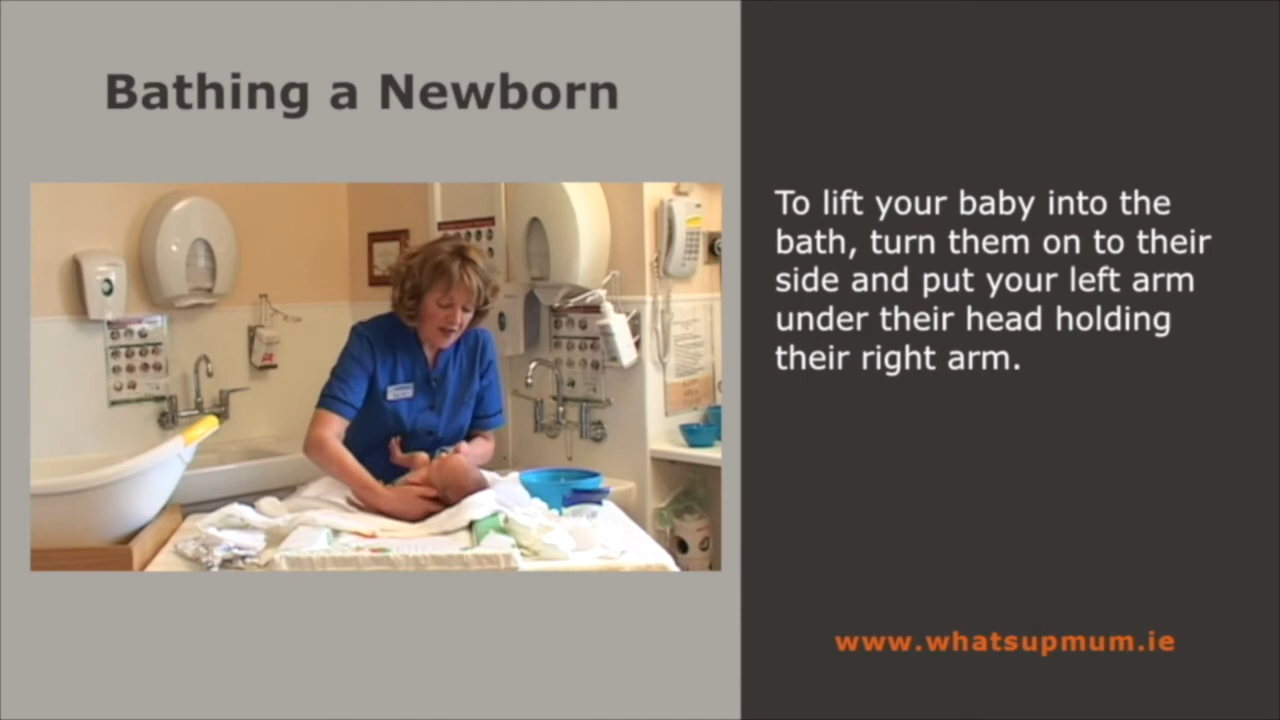 Bathing a Newborn
To lift your baby into the
bath, turn them on to their
side and put your left arm
under their head holding
their right arm.
www.whatsupmum.ie